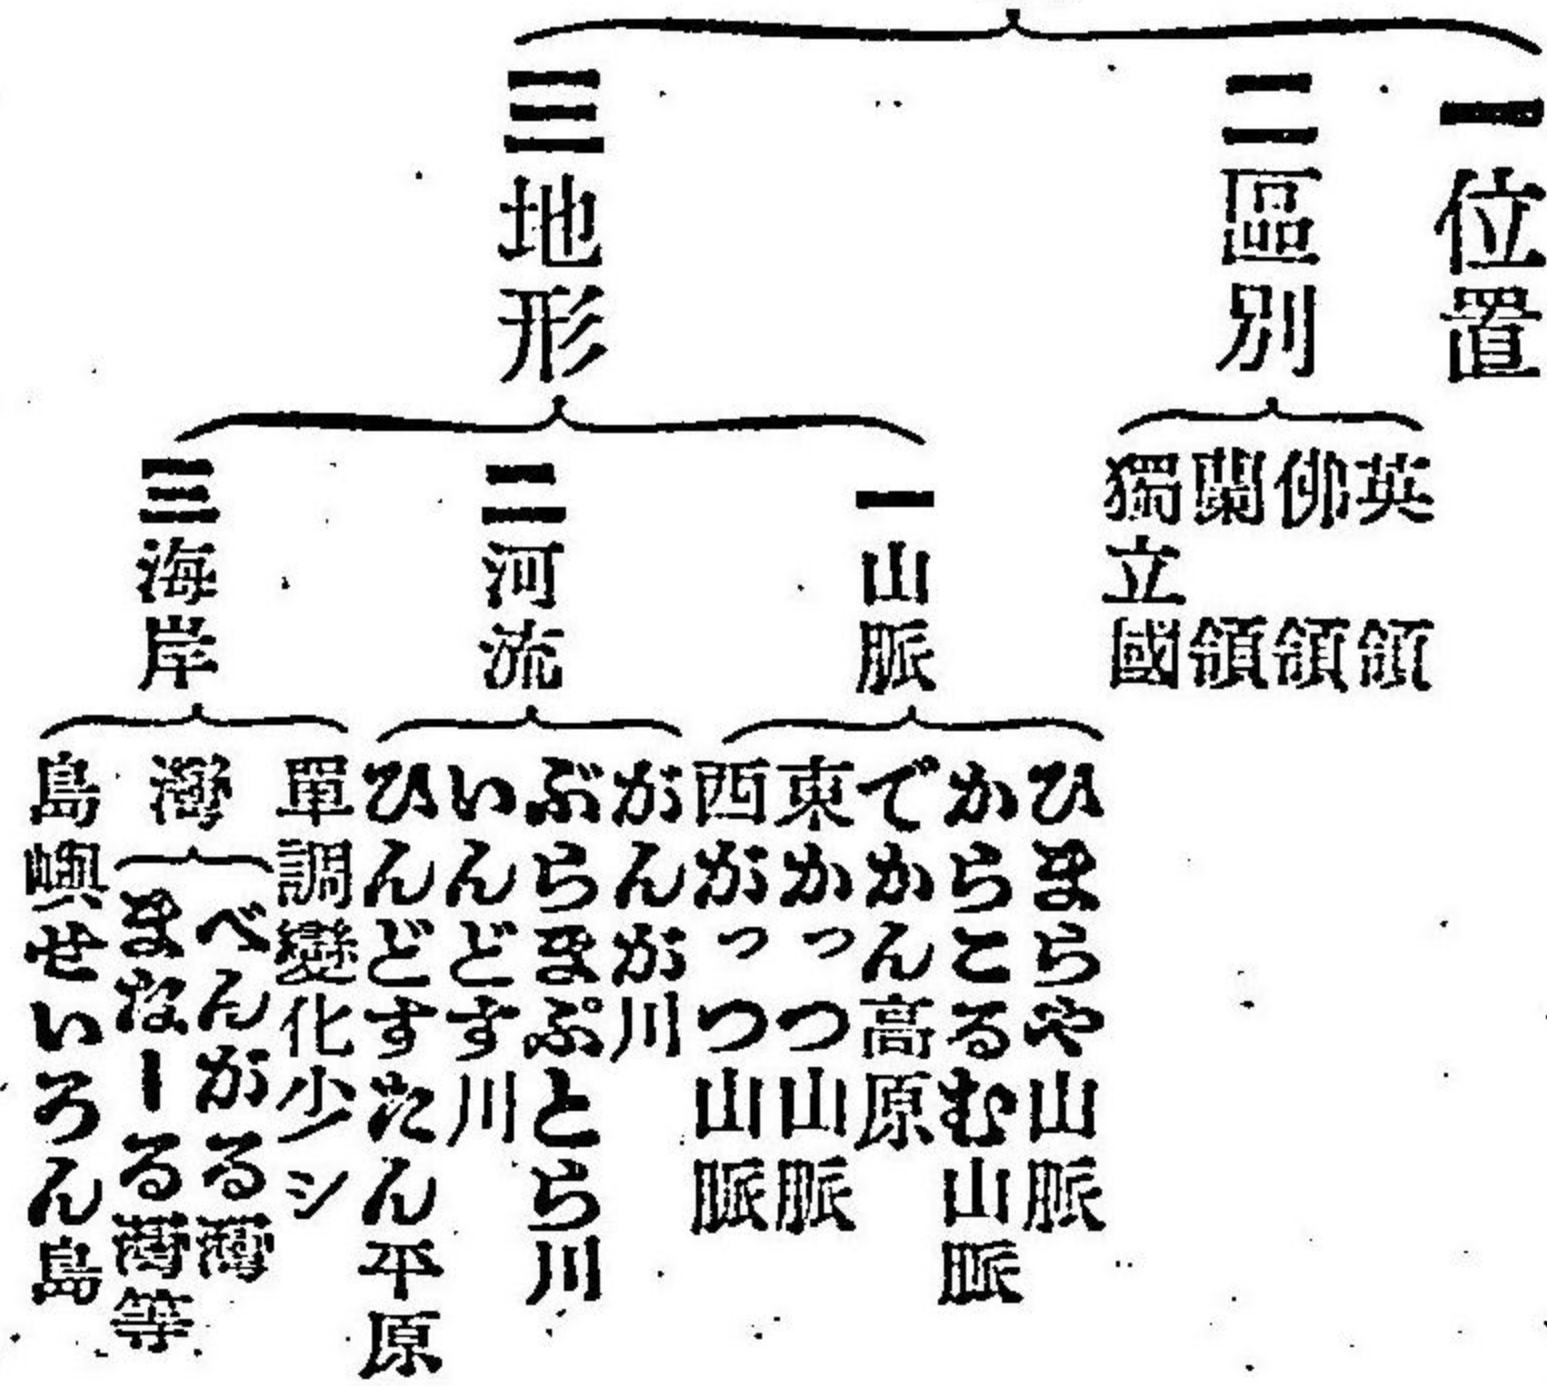 一位置
二區別
英領
佛領
蘭領
獨立國
三地形
一山脈
ひまらや山脈
からこるむ山脈
でかん高原
東がっつ山脈
西がっつ山脈
二河流
がんが川
ぶらまぷとら川
いんどす川
ひんどすたん平原
三海岸
單調變化少シ
灣
べんがる灣
まなーる灣等
島嶼せいろん島